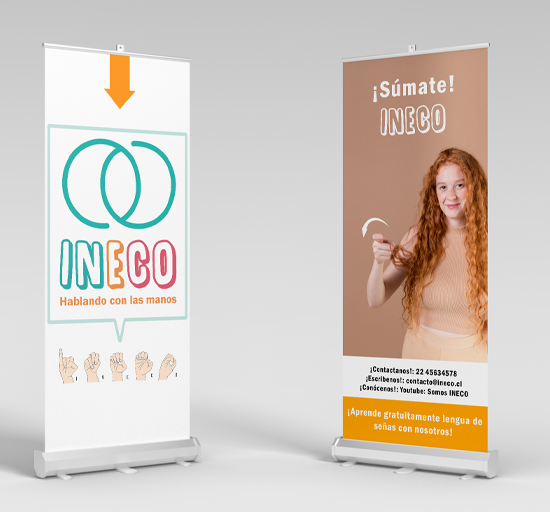 INECO
Hablando con las manos
I N E C O
¡Súmate!
INECO
¡Contactanos!: 22 45634578
¡Escríbenos!: contacto@ineco.cl
¡Conócenos!: Youtube: Somos INECO
¡Aprende gratuitamente lengua de
señas con nosotros!